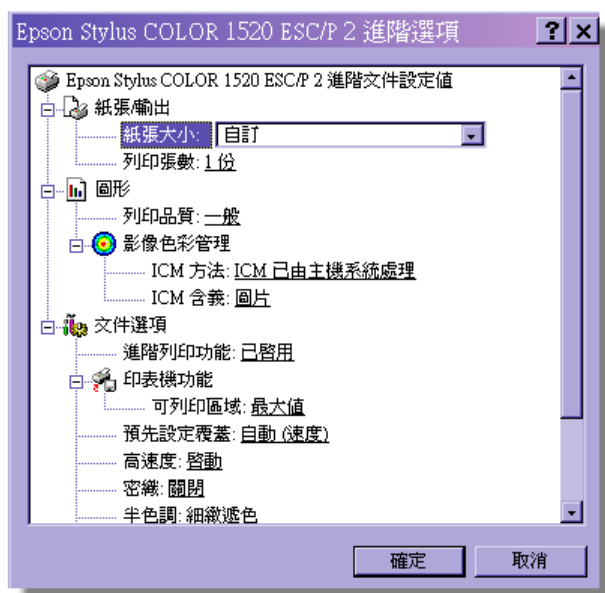 Epson Stylus COLOR 1520 ESC/P 2 進階選項
Epson Stylus COLOR 1520 ESC/P 2 進階文件設定值
紙張/輸出
紙張大小: 自訂
列印張數: 1 份
圖形
列印品質: 一般
影像色彩管理
ICM 方法: ICM 已由主機系統處理
ICM 含義: 圖片
文件選項
進階列印功能: 已啓用
印表機功能
可列印區域: 最大值
預先設定覆蓋: 自動 (速度)
高速度: 啓動
密織: 關閉
半色調: 細緻遞色
確定 取消